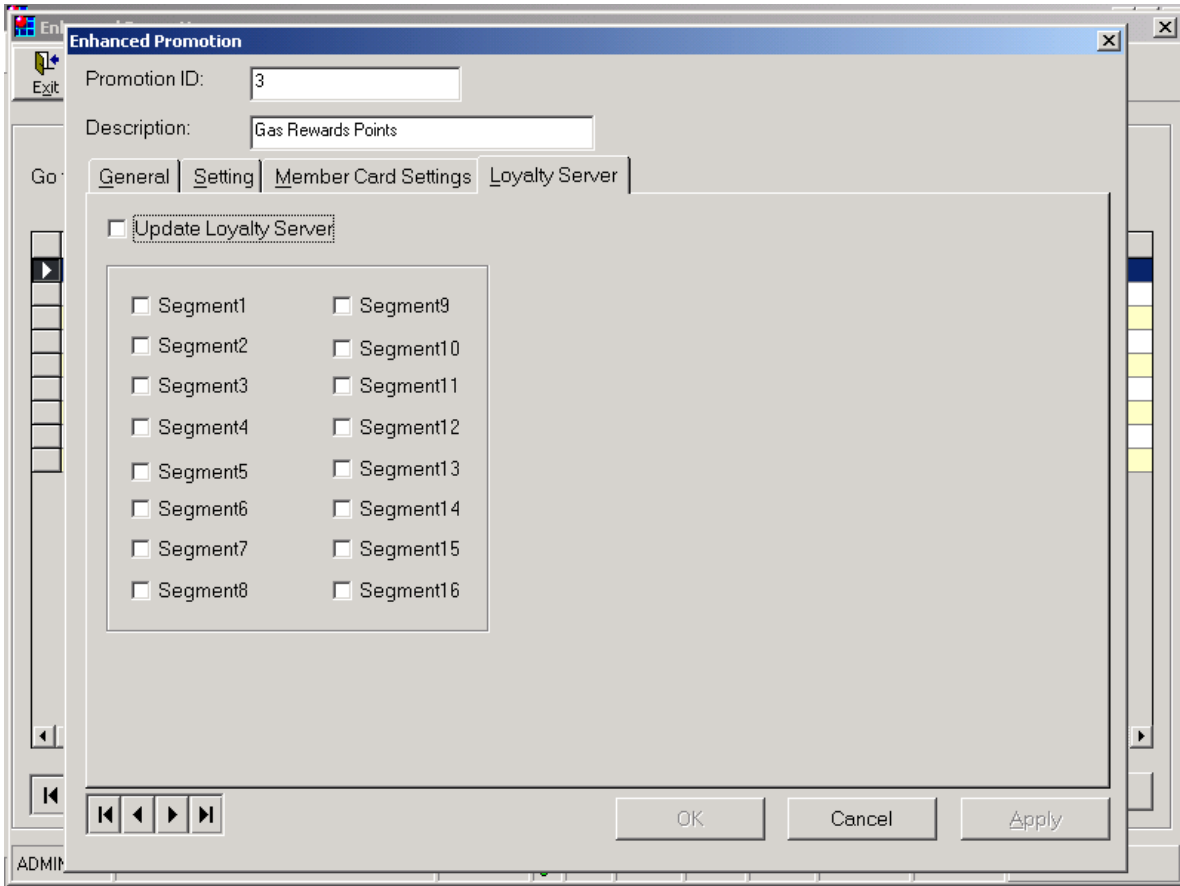 Enhanced Promotion
Exit
Promotion ID: 3
Description: Gas Rewards Points
Go
General Setting Member Card Settings Loyalty Server
Update Loyalty Server
Segment1 Segment9
Segment2 Segment10
Segment3 Segment11
Segment4 Segment12
Segment5 Segment13
Segment6 Segment14
Segment7 Segment15
Segment8 Segment16
OK Cancel Apply